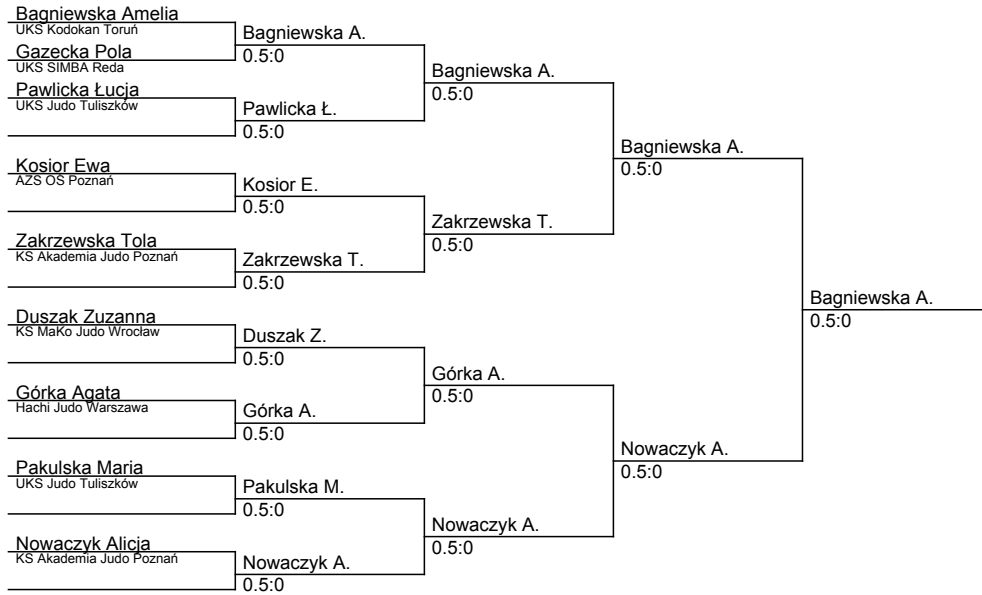 Bagniewska Amelia
UKS Kodokan Toruń
Gazecka Pola
UKS SIMBA Reda
Pawlicka Łucja
UKS Judo Tuliszków
Kosior Ewa
AZS OŚ Poznań
Zakrzewska Tola
KS Akademia Judo Poznań
Duszak Zuzanna
KS MaKo Judo Wrocław
Górka Agata
Hachi Judo Warszawa
Pakulska Maria
UKS Judo Tuliszków
Nowaczyk Alicja
KS Akademia Judo Poznań
Bagniewska A.
0.5:0
Pawlicka Ł.
0.5:0
Kosior E.
0.5:0
Zakrzewska T.
0.5:0
Duszak Z.
0.5:0
Górka A.
0.5:0
Pakulska M.
0.5:0
Nowaczyk A.
0.5:0
Bagniewska A.
0.5:0
Zakrzewska T.
0.5:0
Górka A.
0.5:0
Nowaczyk A.
0.5:0
Bagniewska A.
0.5:0
Nowaczyk A.
0.5:0
Bagniewska A.
0.5:0